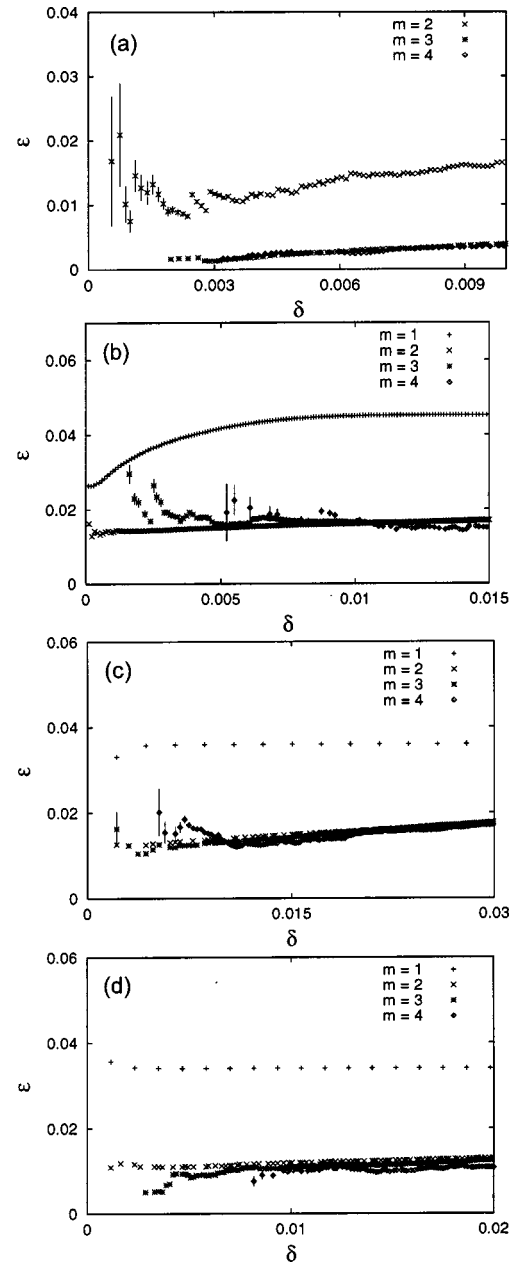 (a)
m = 2
m = 3
m = 4
0.04
0.03
0.02
0.01
0
ε
0
0.003
0.006
0.009
δ
(b)
m = 1
m = 2
m = 3
m = 4
0.06
0.04
0.02
0
ε
0
0.005
0.01
0.015
δ
(c)
m = 1
m = 2
m = 3
m = 4
0.06
0.04
0.02
0
ε
0
0.015
0.03
δ
(d)
m = 1
m = 2
m = 3
m = 4
0.06
0.04
0.02
0
ε
0
0.01
0.02
δ